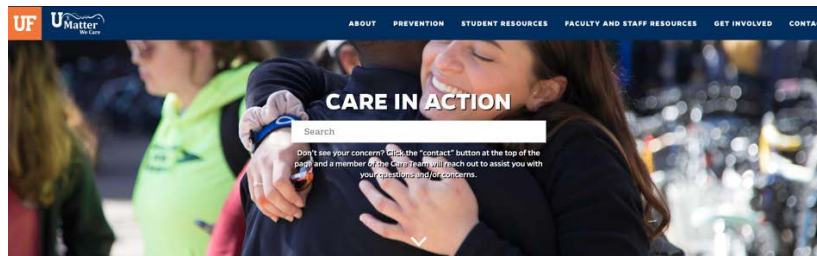 UF
U Matter
We Care
ABOUT PREVENTION STUDENT RESOURCES FACULTY AND STAFF RESOURCES GET INVOLVED CONTA
CARE IN ACTION
Search
Don't see your concern? Click the "contact" button at the top of the
page and a member of the Care Team will reach out to assist you with
your questions and/or concerns.